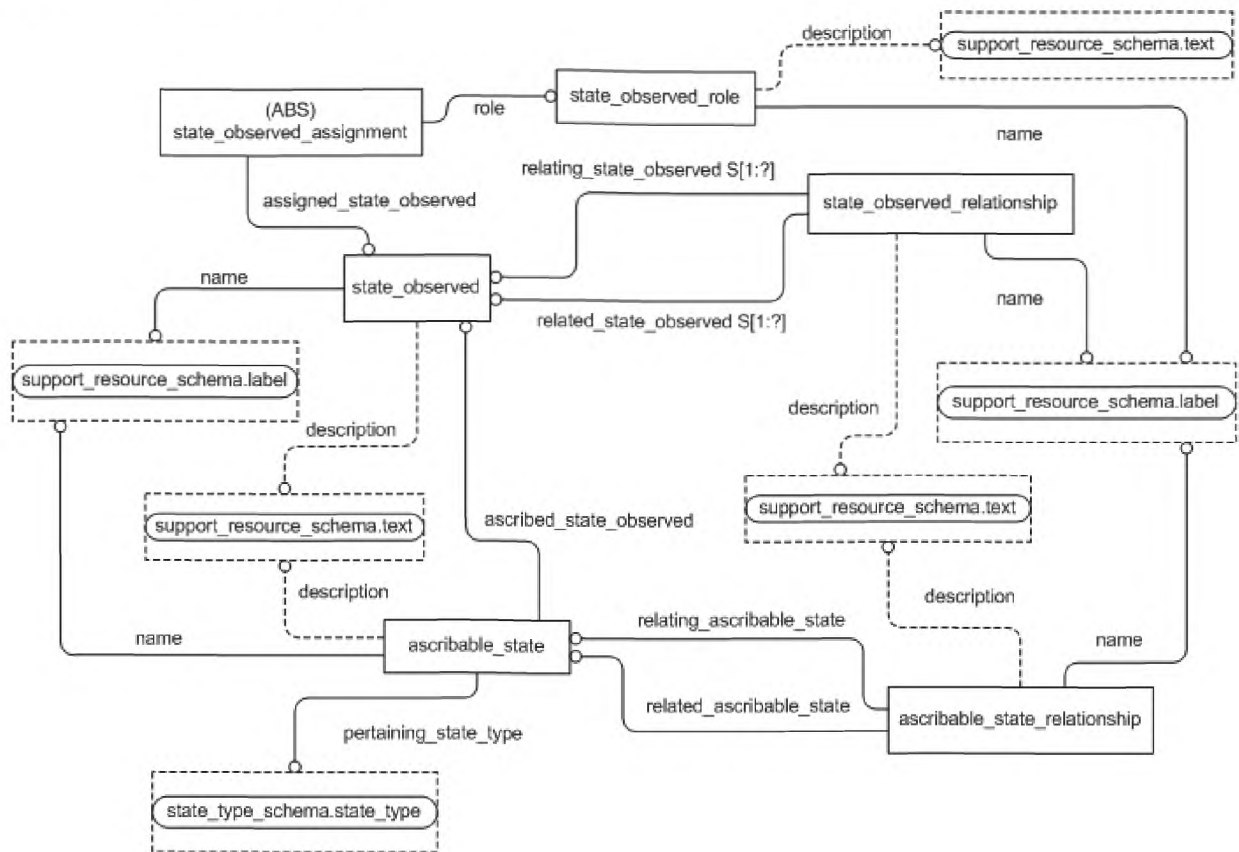 description
support_resource_schema.text
state_observed_role
(ABS)
state_observed_assignment
role
name
relating_state_observed S[1:?]
state_observed_relationship
assigned_state_observed
name
state_observed
name
related_state_observed S[1:?]
support_resource_schema.label
support_resource_schema.label
description
description
support_resource_schema.text
support_resource_schema.text
ascribed_state_observed
description
description
relating_ascribable_state
name
ascribable_state
name
related_ascribable_state
ascribable_state_relationship
pertaining_state_type
state_type_schema.state_type